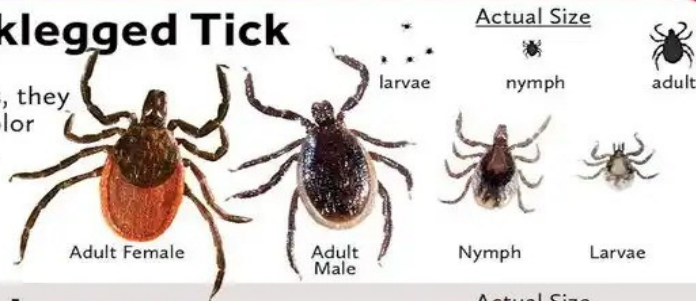 klegged Tick
Actual Size
larvae
nymph
adult
, they
lor
Adult Female
Adult
Male
Nymph
Larvae
Actual Size